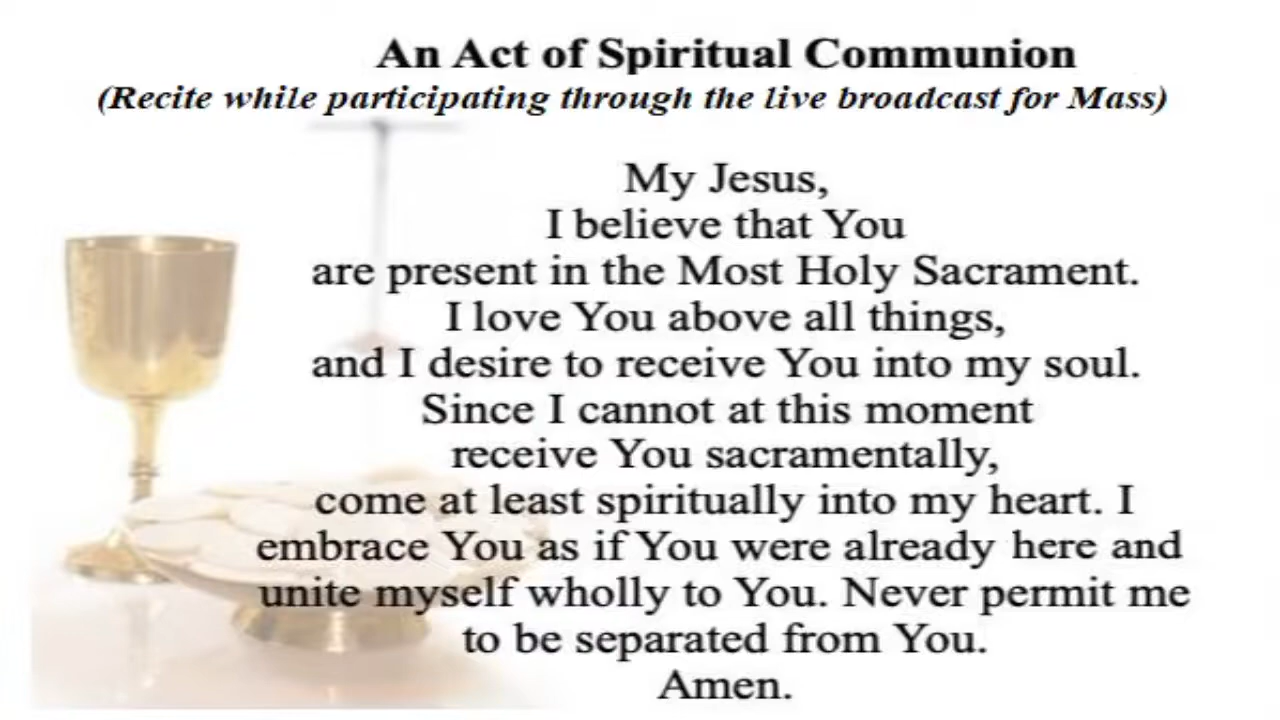 An Act of Spiritual Communion
(Recite while participating through the live broadcast for Mass)
My Jesus,
I believe that You
are present in the Most Holy Sacrament.
I love You above all things,
and I desire to receive You into my soul.
Since I cannot at this moment
receive You sacramentally,
come at least spiritually into my heart. I
embrace You as if You were already here and
unite myself wholly to You. Never permit me
to be separated from You.
Amen.